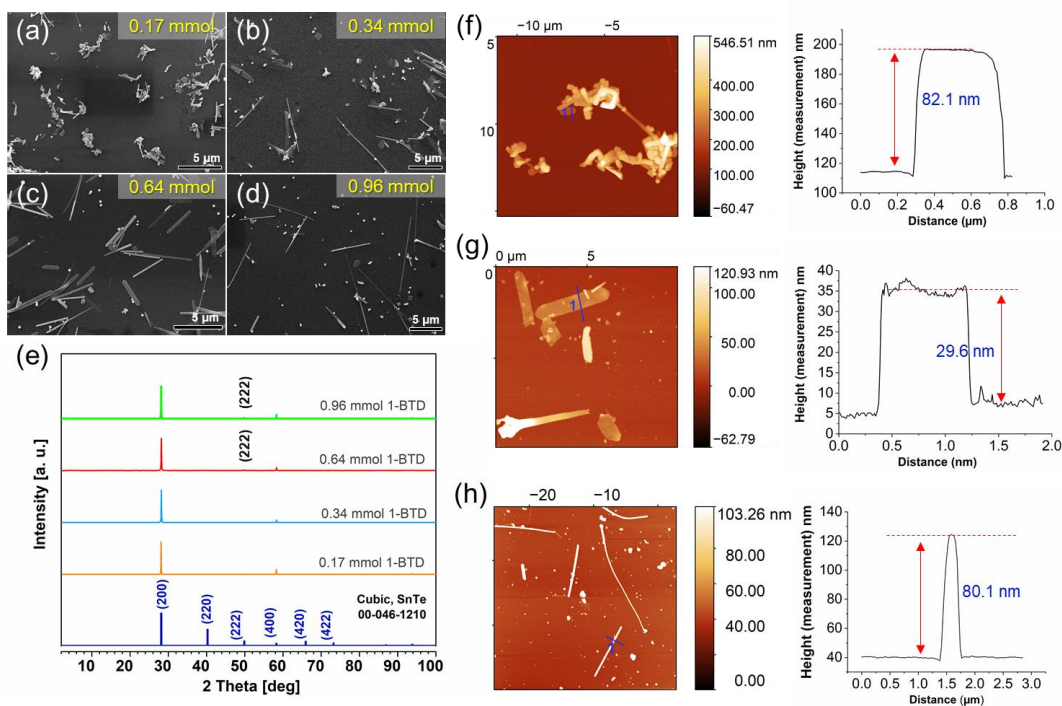 (a)
0.17 mmol
5 μm
(b)
0.34 mmol
5 μm
(c)
0.64 mmol
5 μm
(d)
0.96 mmol
5 μm
(e)
Intensity [a. u.]
(222)
0.96 mmol 1-BTD
(222)
0.64 mmol 1-BTD
0.34 mmol 1-BTD
0.17 mmol 1-BTD
(200)
(220)
(222)
(400)
(420)
(422)
Cubic, SnTe
00-046-1210
10 20 30 40 50 60 70 80 90 100
2 Theta [deg]
(f)
−10 μm −5
5
10
546.51 nm
400.00
300.00
200.00
100.00
0.00
−60.47
Height (measurement) nm
200
190
180
170
160
150
140
130
120
110
100
82.1 nm
0.0 0.2 0.4 0.6 0.8 1.0
Distance (μm)
(g)
0 μm 5
0
1
120.93 nm
100.00
50.00
0.00
−62.79
Height (measurement) nm
40
35
30
25
20
15
10
5
0
29.6 nm
0.0 0.5 1.0 1.5 2.0
Distance (nm)
(h)
−20 −10
1
103.26 nm
80.00
60.00
40.00
20.00
0.00
Height (measurement) nm
140
120
100
80
60
40
80.1 nm
0.0 0.5 1.0 1.5 2.0 2.5 3.0
Distance (μm)